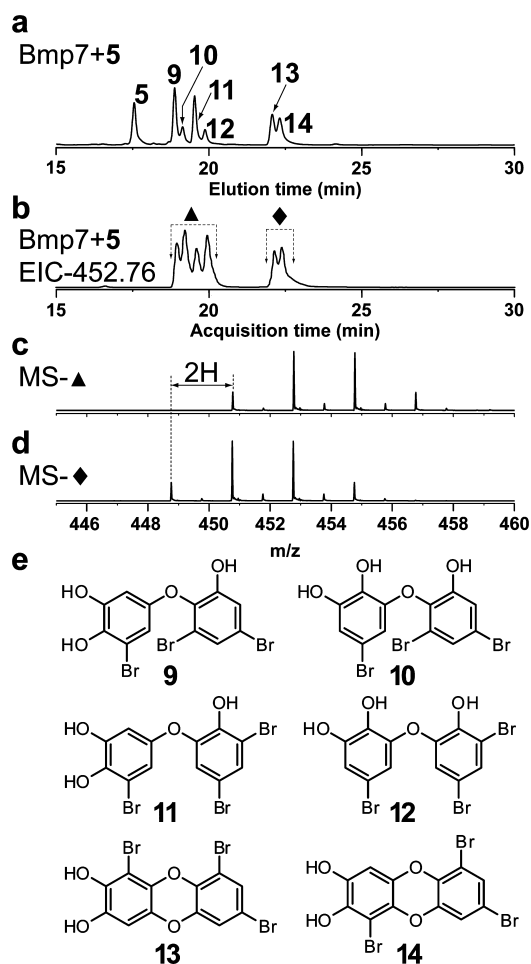 a
Bmp7+5
5 9 10 11 12 13 14
15 20 25 30
Elution time (min)
b
▲ ◆
Bmp7+5
EIC-452.76
15 20 25 30
Acquisition time (min)
c
MS-▲
2H
d
MS-◆
446 448 450 452 454 456 458 460
m/z
e
OH OH OH
HO O HO O
HO Br Br Br Br Br
Br
9 10
OH OH OH
HO O Br HO O Br
HO
Br Br Br Br
11 12
Br Br Br
HO O HO O
HO O Br HO O Br
Br
13 14